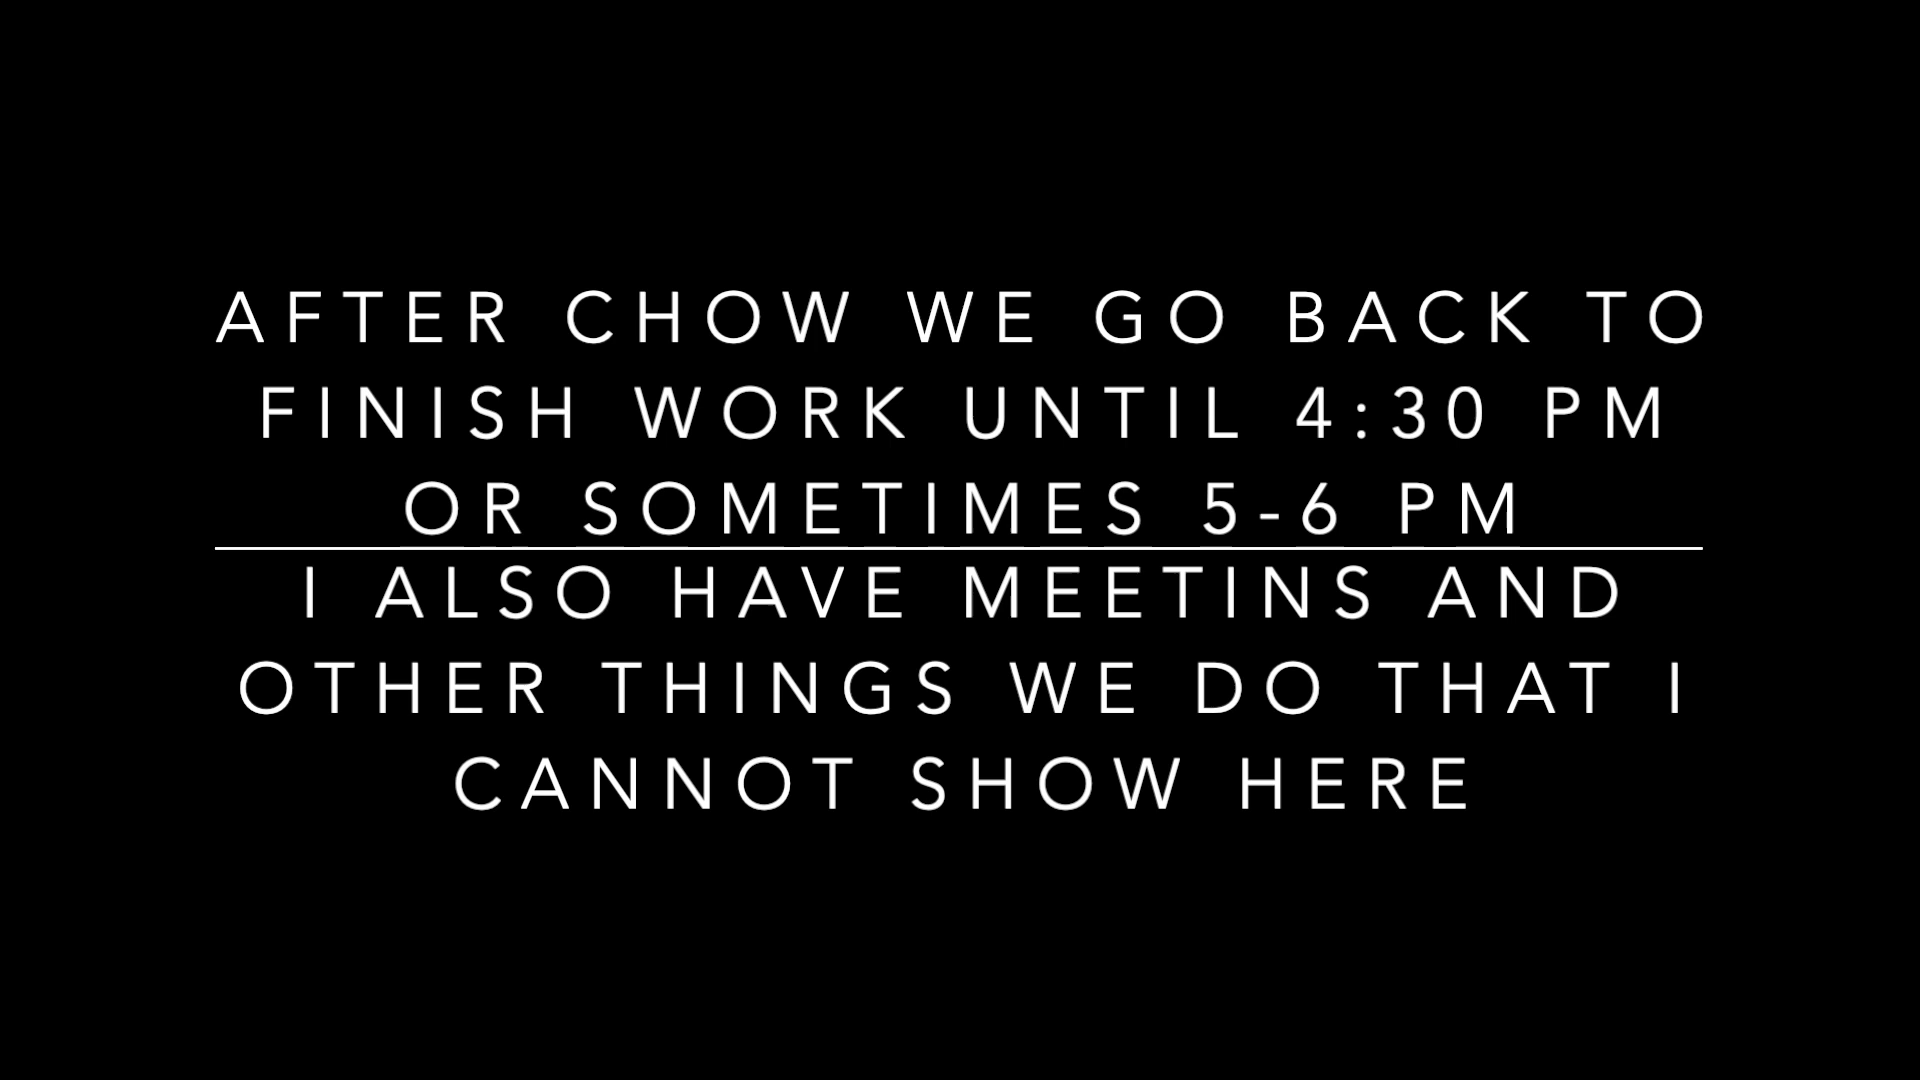 AFTER CHOW WE GO BACK TO
FINISH WORK UNTIL 4:30 PM
OR SOMETIMES 5-6 PM
I ALSO HAVE MEETINS AND
OTHER THINGS WE DO THAT I
CANNOT SHOW HERE